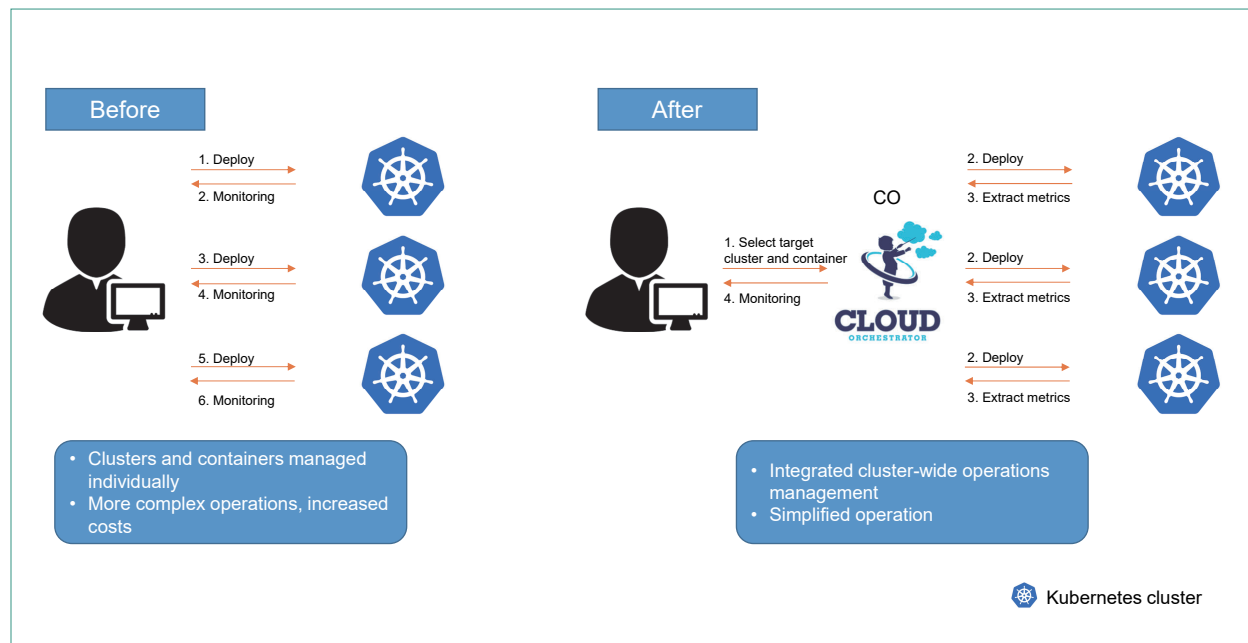 Before
1. Deploy
2. Monitoring
3. Deploy
4. Monitoring
5. Deploy
6. Monitoring
• Clusters and containers managed
individually
• More complex operations, increased
costs
After
1. Select target
cluster and container
4. Monitoring
CO
CLOUD
ORCHESTRATOR
2. Deploy
3. Extract metrics
2. Deploy
3. Extract metrics
2. Deploy
3. Extract metrics
• Integrated cluster-wide operations
management
• Simplified operation
Kubernetes cluster